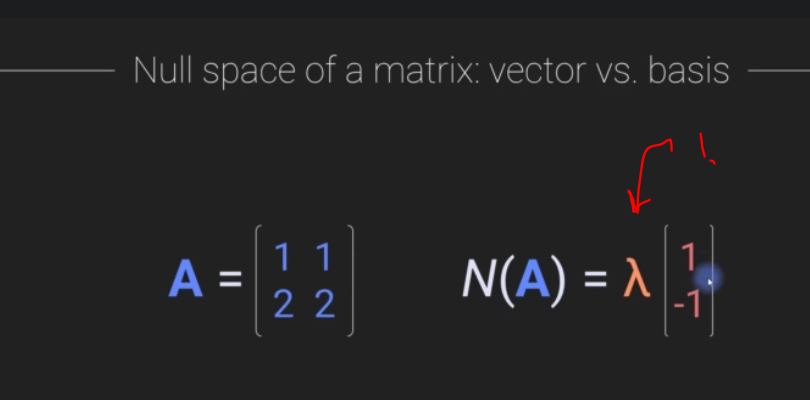 Null space of a matrix: vector vs. basis
!
A = [1 1
2 2]
N(A) = λ [1
-1]